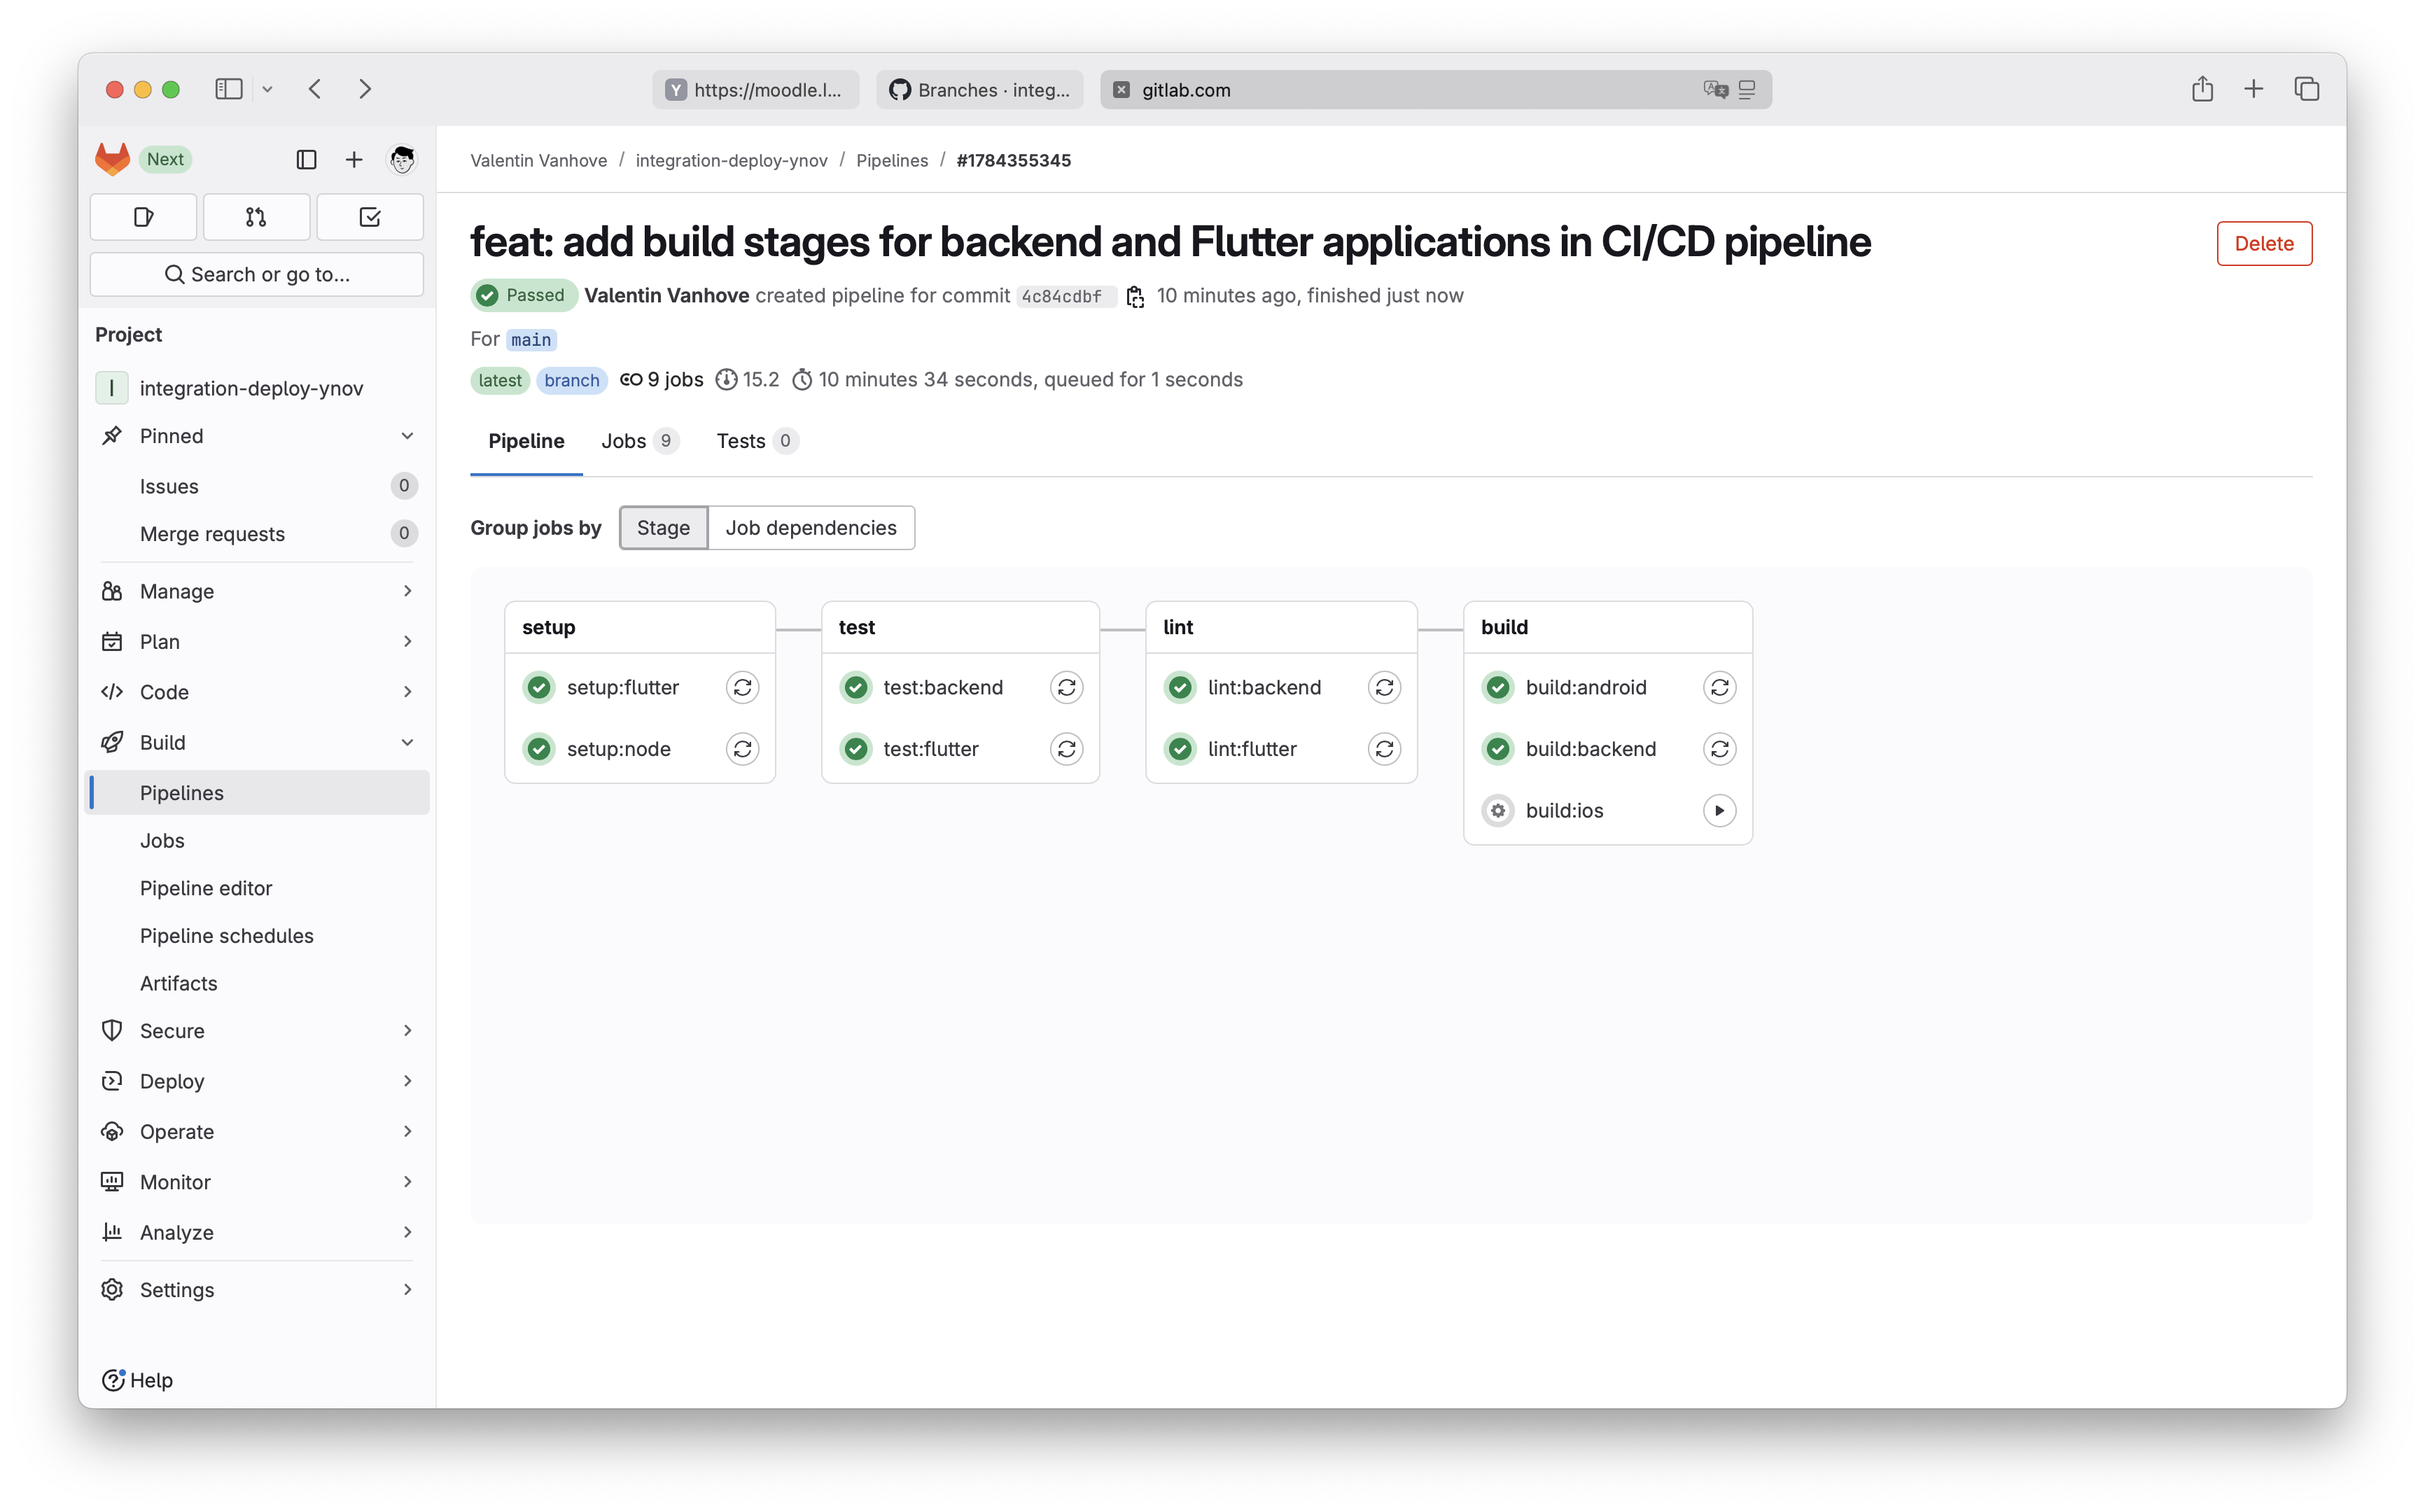 Y https://moodle.l...
Branches · integ...
gitlab.com
Next
Valentin Vanhove / integration-deploy-ynov / Pipelines / #1784355345
Search or go to...
Project
I integration-deploy-ynov
Pinned
Issues 0
Merge requests 0
Manage
Plan
Code
Build
Pipelines
Jobs
Pipeline editor
Pipeline schedules
Artifacts
Secure
Deploy
Operate
Monitor
Analyze
Settings
Help
feat: add build stages for backend and Flutter applications in CI/CD pipeline
Delete
Passed Valentin Vanhove created pipeline for commit 4c84cdbf 10 minutes ago, finished just now
For main
latest branch 9 jobs 15.2 10 minutes 34 seconds, queued for 1 seconds
Pipeline Jobs 9 Tests 0
Group jobs by Stage Job dependencies
setup
setup:flutter
setup:node
test
test:backend
test:flutter
lint
lint:backend
lint:flutter
build
build:android
build:backend
build:ios